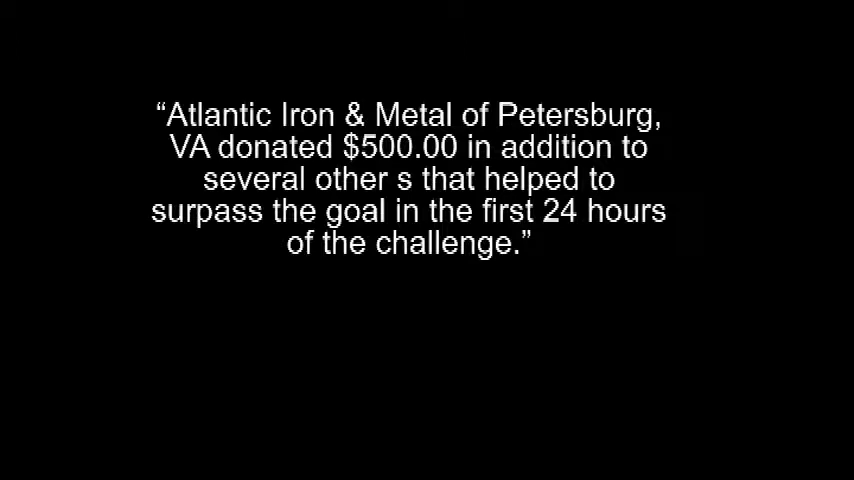 “Atlantic Iron & Metal of Petersburg,
VA donated $500.00 in addition to
several other s that helped to
surpass the goal in the first 24 hours
of the challenge.”